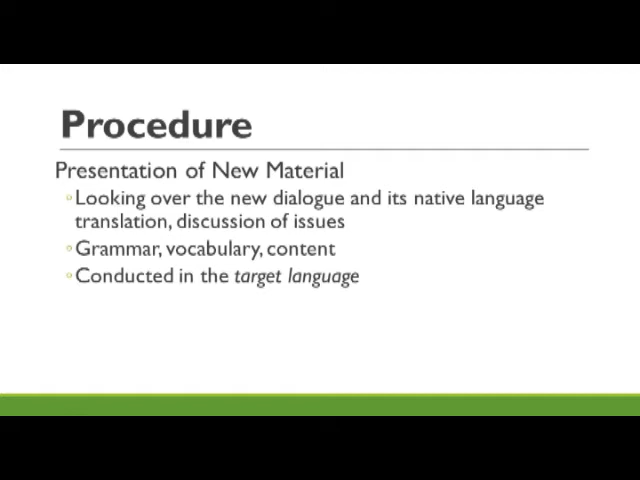 Procedure
Presentation of New Material
◦Looking over the new dialogue and its native language
translation, discussion of issues
◦Grammar, vocabulary, content
◦Conducted in the target language